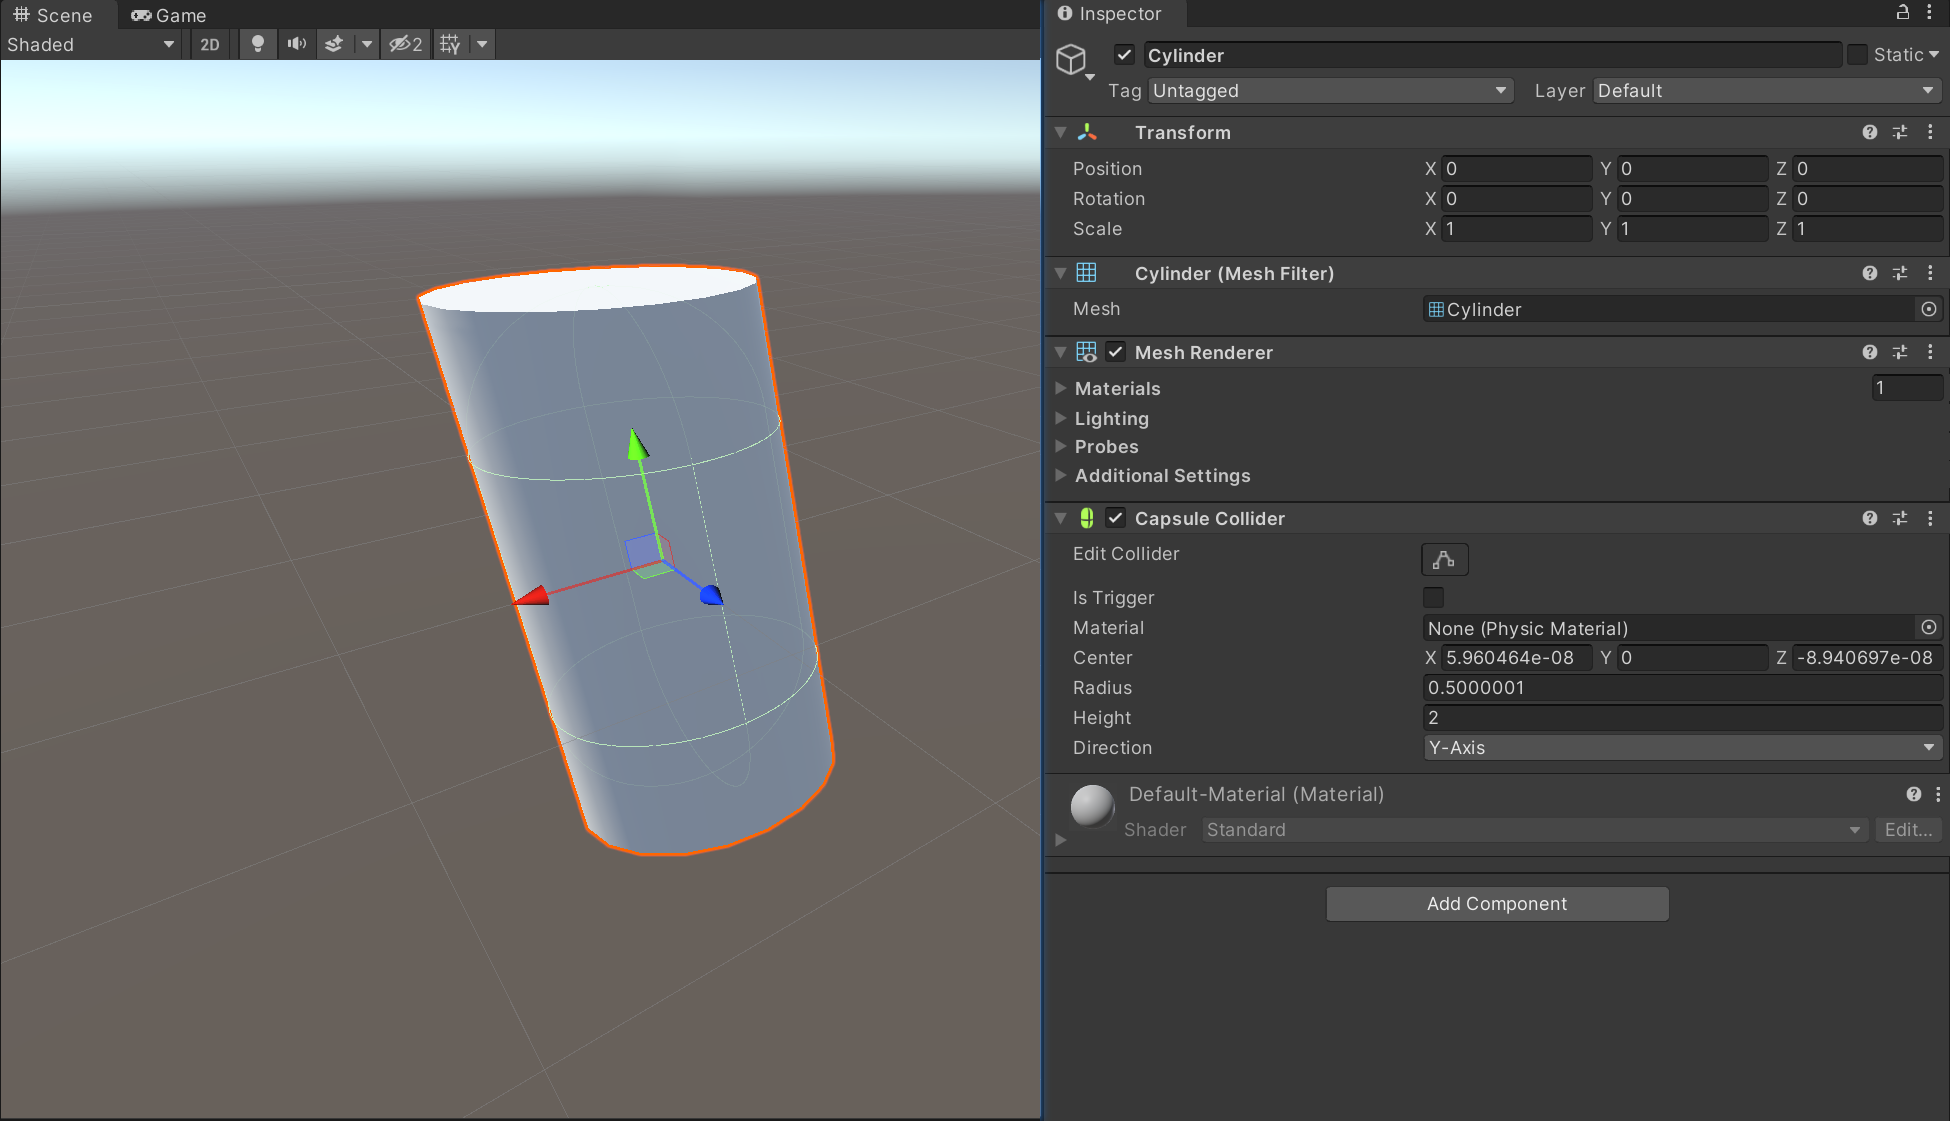 Scene
Game
Shaded
2D
2
Inspector
Cylinder
Static
Tag Untagged
Layer Default
Transform
Position X 0 Y 0 Z 0
Rotation X 0 Y 0 Z 0
Scale X 1 Y 1 Z 1
Cylinder (Mesh Filter)
Mesh Cylinder
Mesh Renderer
Materials 1
Lighting
Probes
Additional Settings
Capsule Collider
Edit Collider
Is Trigger
Material None (Physic Material)
Center X 5.960464e-08 Y 0 Z -8.940697e-08
Radius 0.5000001
Height 2
Direction Y-Axis
Default-Material (Material)
Shader Standard Edit...
Add Component